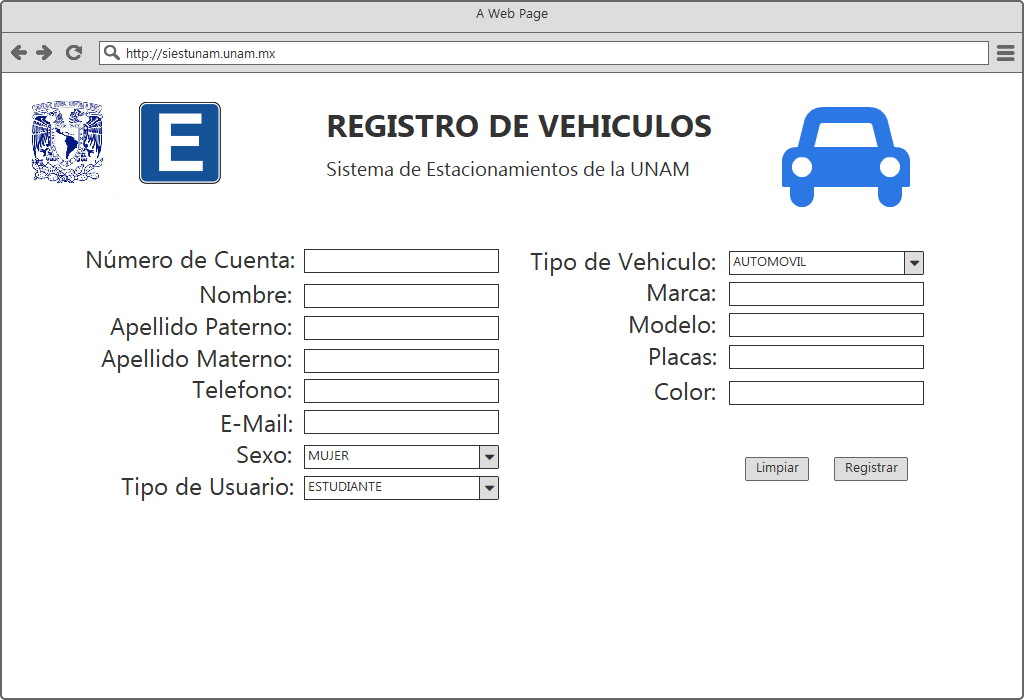 A Web Page
http://siestunam.unam.mx
E
REGISTRO DE VEHICULOS
Sistema de Estacionamientos de la UNAM
Número de Cuenta:
Nombre:
Apellido Paterno:
Apellido Materno:
Telefono:
E-Mail:
Sexo: MUJER
Tipo de Usuario: ESTUDIANTE
Tipo de Vehiculo: AUTOMOVIL
Marca:
Modelo:
Placas:
Color:
Limpiar Registrar